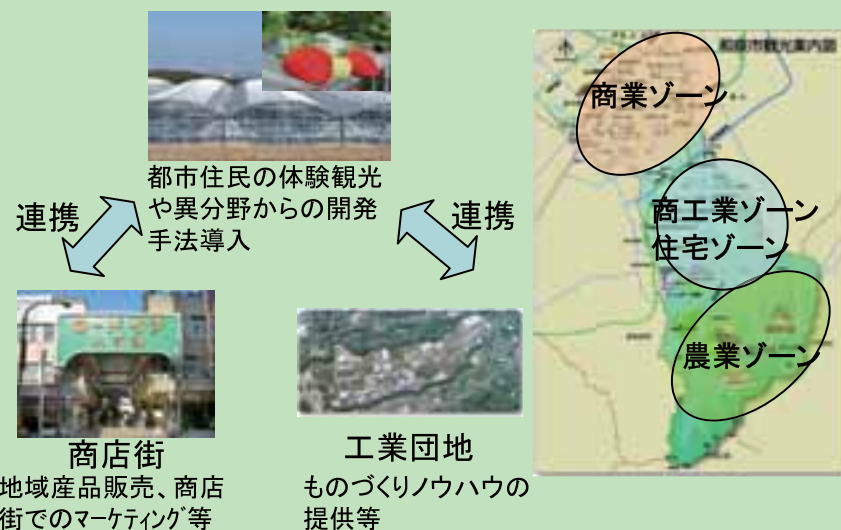 都市住民の体験観光
や異分野からの開発
手法導入
連携
連携
商店街
地域産品販売、商店
街でのマーケティング等
工業団地
ものづくりノウハウの
提供等
商業ゾーン
商工業ゾーン
住宅ゾーン
農業ゾーン